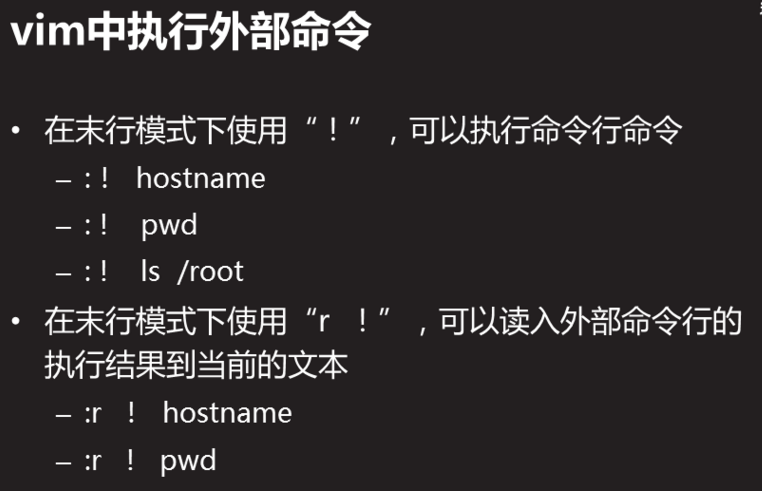 vim中执行外部命令
• 在末行模式下使用“！”，可以执行命令行命令
– :！ hostname
– :！ pwd
– :！ ls /root
• 在末行模式下使用“r ！”，可以读入外部命令行的
执行结果到当前的文本
– :r ！ hostname
– :r ！ pwd